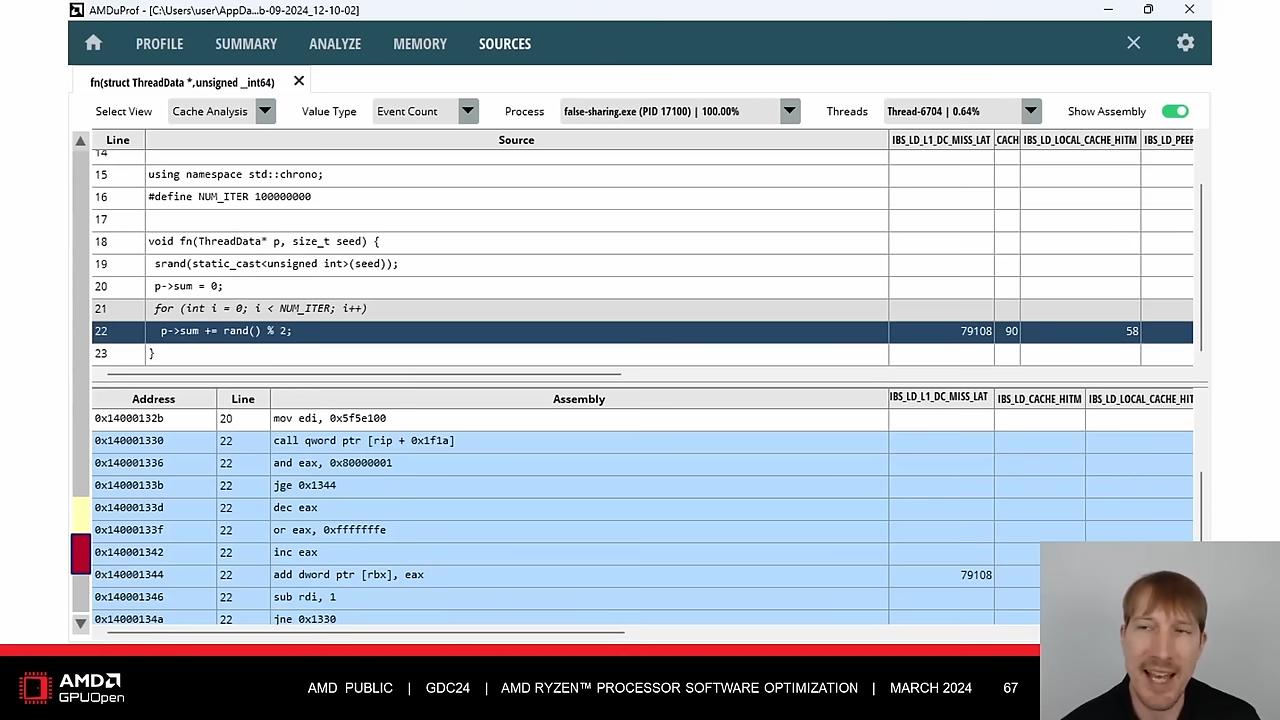 AMDuProf - [C:\Users\user\AppDa...b-09-2024_12-10-02]
PROFILE SUMMARY ANALYZE MEMORY SOURCES
fn(struct ThreadData *,unsigned __int64)
Select View Cache Analysis Value Type Event Count Process false-sharing.exe (PID 17100) | 100.00% Threads Thread-6704 | 0.64% Show Assembly
Line Source IBS_LD_L1_DC_MISS_LAT _CACH IBS_LD_LOCAL_CACHE_HITM IBS_LD_PEER
14
15 using namespace std::chrono;
16 #define NUM_ITER 100000000
17
18 void fn(ThreadData* p, size_t seed) {
19 srand(static_cast<unsigned int>(seed));
20 p->sum = 0;
21 for (int i = 0; i < NUM_ITER; i++)
22 p->sum += rand() % 2; 79108 90 58
23 }
Address Line Assembly IBS_LD_L1_DC_MISS_LAT IBS_LD_CACHE_HITM IBS_LD_LOCAL_CACHE_HIT
0x14000132b 20 mov edi, 0x5f5e100
0x140001330 22 call qword ptr [rip + 0x1f1a]
0x140001336 22 and eax, 0x80000001
0x14000133b 22 jge 0x1344
0x14000133d 22 dec eax
0x14000133f 22 or eax, 0xfffffffe
0x140001342 22 inc eax
0x140001344 22 add dword ptr [rbx], eax 79108
0x140001346 22 sub rdi, 1
0x14000134a 22 jne 0x1330
AMD GPUOpen
AMD PUBLIC | GDC24 | AMD RYZEN™ PROCESSOR SOFTWARE OPTIMIZATION | MARCH 2024 67